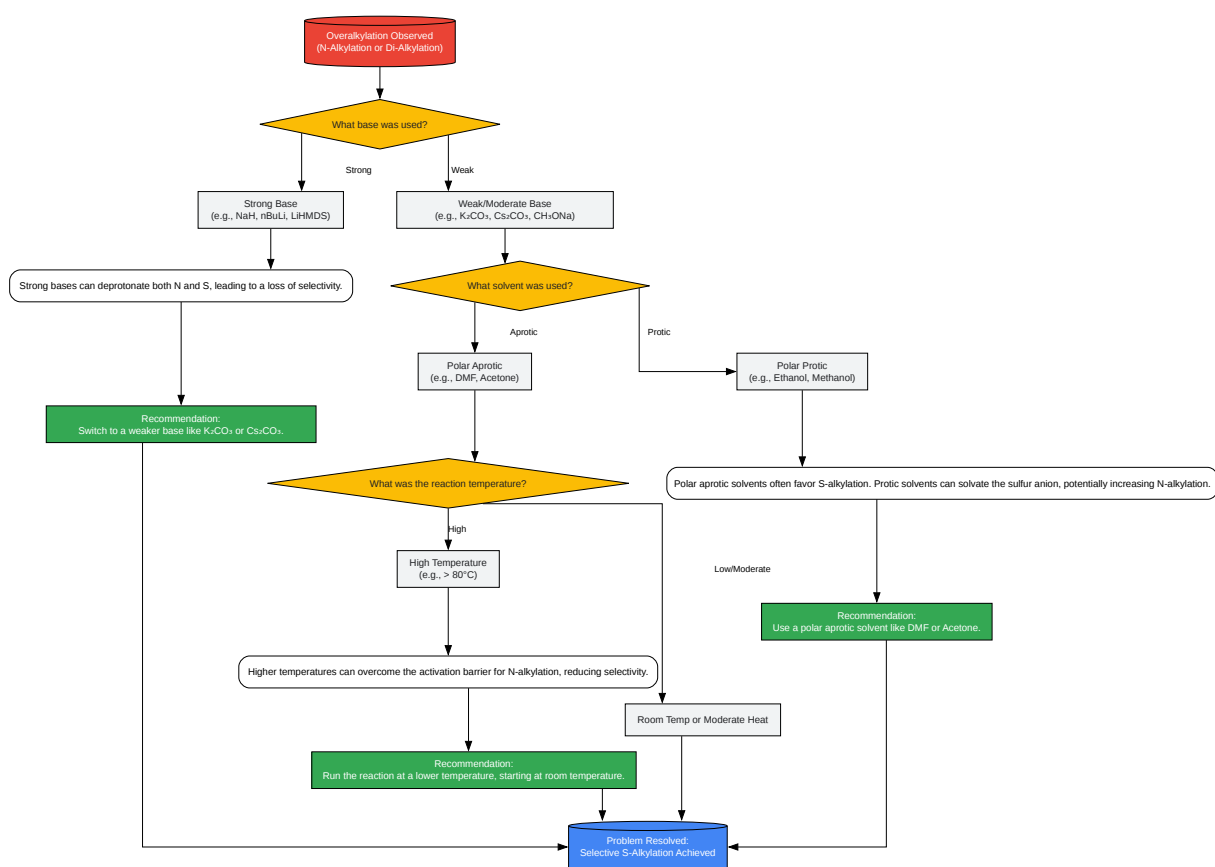 Overalkylation Observed
(N-Alkylation or Di-Alkylation)
What base was used?
Strong
Weak
Strong Base
(e.g., NaH, nBuLi, LiHMDS)
Weak/Moderate Base
(e.g., K₂CO₃, Cs₂CO₃, CH₃ONa)
Strong bases can deprotonate both N and S, leading to a loss of selectivity.
What solvent was used?
Aprotic
Protic
Polar Aprotic
(e.g., DMF, Acetone)
Polar Protic
(e.g., Ethanol, Methanol)
Recommendation:
Switch to a weaker base like K₂CO₃ or Cs₂CO₃.
What was the reaction temperature?
Polar aprotic solvents often favor S-alkylation. Protic solvents can solvate the sulfur anion, potentially increasing N-alkylation.
High
High Temperature
(e.g., > 80°C)
Low/Moderate
Recommendation:
Use a polar aprotic solvent like DMF or Acetone.
Higher temperatures can overcome the activation barrier for N-alkylation, reducing selectivity.
Room Temp or Moderate Heat
Recommendation:
Run the reaction at a lower temperature, starting at room temperature.
Problem Resolved:
Selective S-Alkylation Achieved